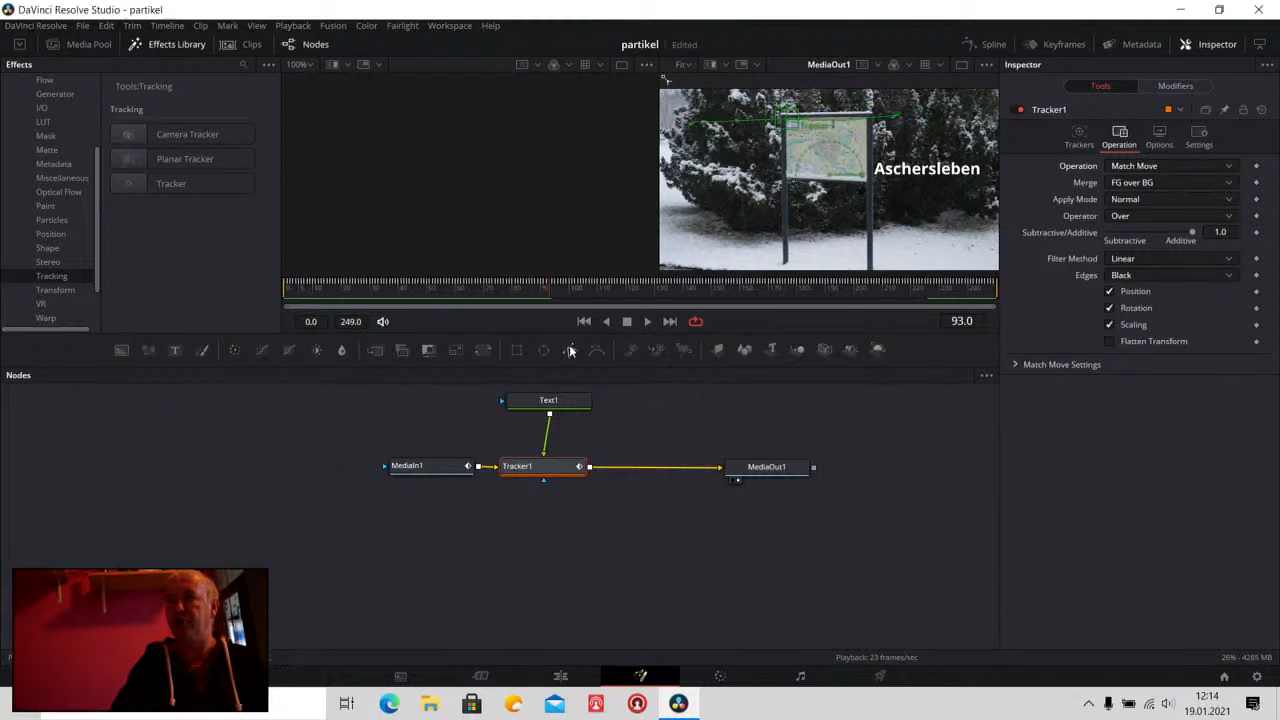 DaVinci Resolve Studio - partikel
DaVinci Resolve File Edit Trim Timeline Clip Mark View Playback Fusion Color Fairlight Workspace Help
Media Pool Effects Library Clips Nodes partikel Edited Spline Keyframes Metadata Inspector
Effects 100% Fit MediaOut1 Inspector
Flow
Generator
I/O
LUT
Mask
Matte
Metadata
Miscellaneous
Optical Flow
Paint
Particles
Position
Shape
Stereo
Tracking
Transform
VR
Warp
Tools:Tracking
Tracking
Camera Tracker
Planar Tracker
Tracker
Aschersleben
Tools Modifiers
Tracker1
Trackers Operation Options Settings
Operation Match Move
Merge FG over BG
Apply Mode Normal
Operator Over
Subtractive/Additive 1.0
Subtractive Additive
Filter Method Linear
Edges Black
Position
Rotation
Scaling
Flatten Transform
Match Move Settings
0.0 249.0 93.0
Nodes
Text1
MediaIn1 Tracker1 MediaOut1
Playback: 23 frames/sec 26% - 4285 MB
12:14
19.01.2021